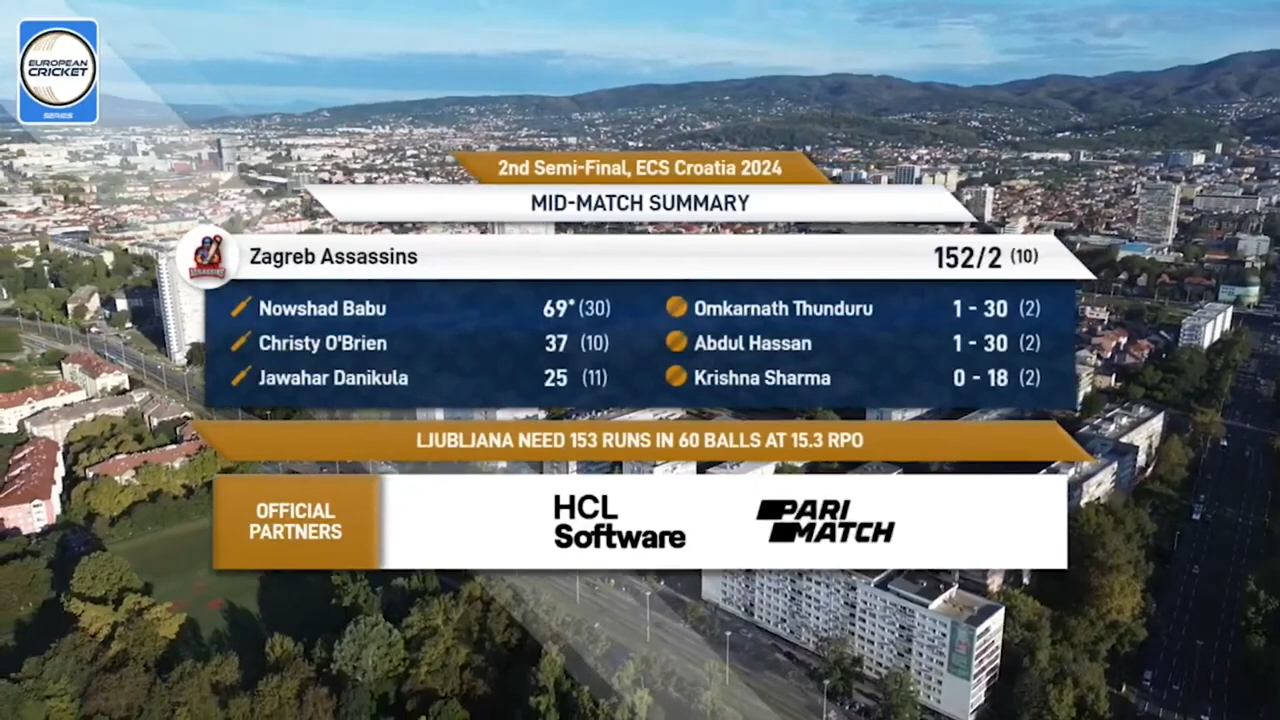 EUROPEAN
CRICKET
SERIES
2nd Semi-Final, ECS Croatia 2024
MID-MATCH SUMMARY
ASSASSINS
Zagreb Assassins 152/2 (10)
Nowshad Babu 69* (30) Omkarnath Thunduru 1 - 30 (2)
Christy O'Brien 37 (10) Abdul Hassan 1 - 30 (2)
Jawahar Danikula 25 (11) Krishna Sharma 0 - 18 (2)
LJUBLJANA NEED 153 RUNS IN 60 BALLS AT 15.3 RPO
OFFICIAL
PARTNERS
HCL
Software
PARI
MATCH